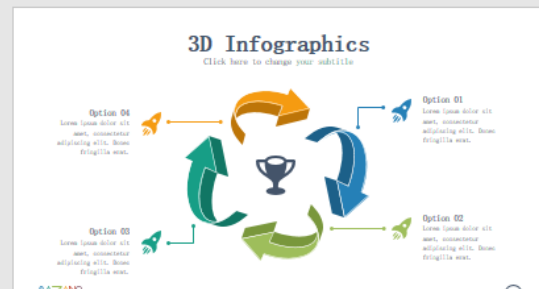 3D Infographics
Click here to change your subtitle
Option 04
Lorem ipsum dolor sit
amet, consectetur
adipiscing elit. Donec
fringilla erat.
Option 01
Lorem ipsum dolor sit
amet, consectetur
adipiscing elit. Donec
fringilla erat.
Option 03
Lorem ipsum dolor sit
amet, consectetur
adipiscing elit. Donec
fringilla erat.
Option 02
Lorem ipsum dolor sit
amet, consectetur
adipiscing elit. Donec
fringilla erat.